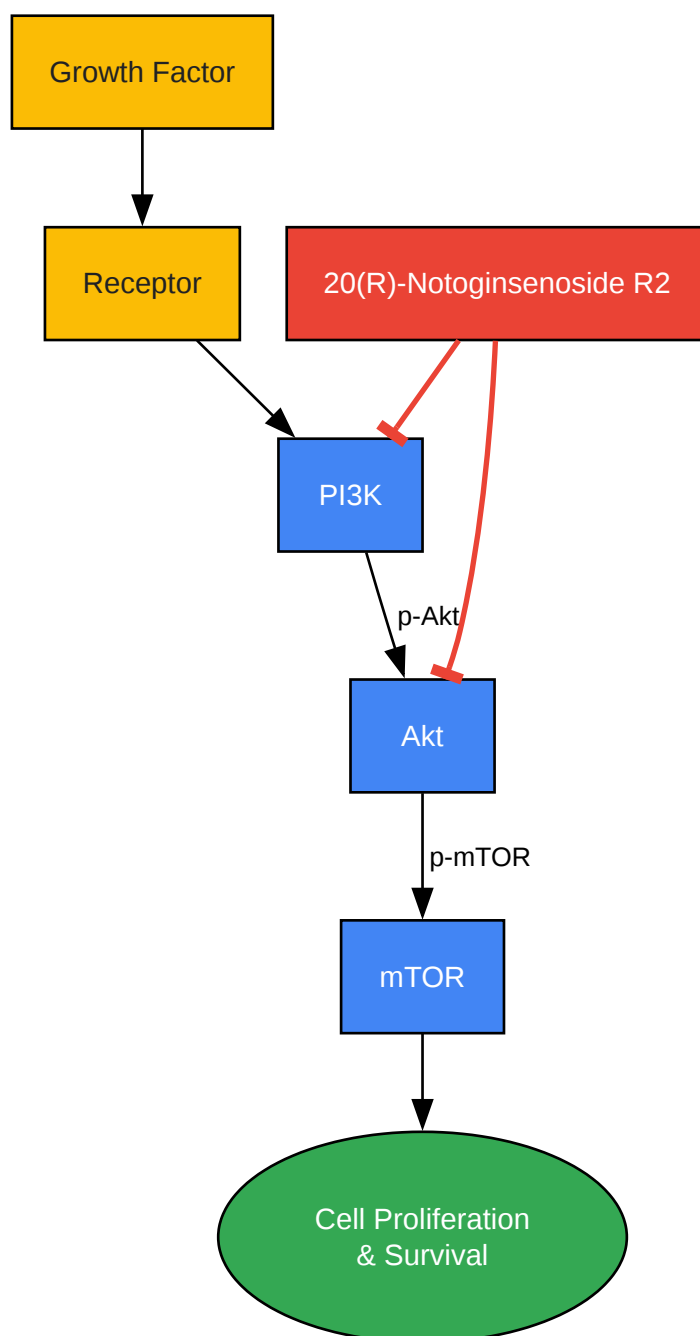 Growth Factor
Receptor
20(R)-Notoginsenoside R2
PI3K
p-Akt
Akt
p-mTOR
mTOR
Cell Proliferation
& Survival